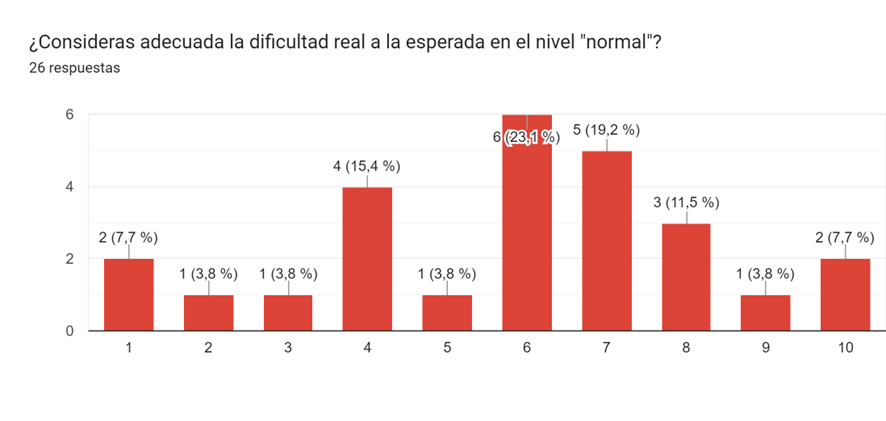 ¿Consideras adecuada la dificultad real a la esperada en el nivel "normal"?
26 respuestas
6
4
2
0
2 (7,7 %)
1 (3,8 %)
1 (3,8 %)
4 (15,4 %)
1 (3,8 %)
6 (23,1 %)
5 (19,2 %)
3 (11,5 %)
1 (3,8 %)
2 (7,7 %)
1 2 3 4 5 6 7 8 9 10